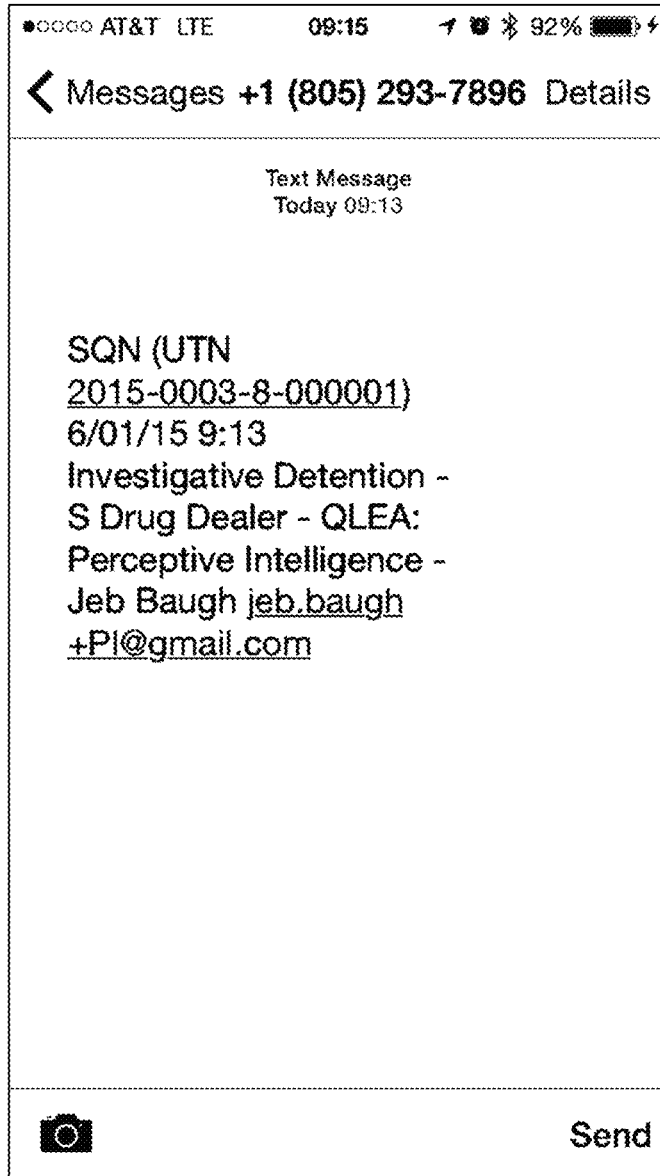 AT&T LTE 09:15 92%
Messages +1 (805) 293-7896 Details
Text Message
Today 09:13
SQN (UTN
2015-0003-8-000001)
6/01/15 9:13
Investigative Detention -
S Drug Dealer - QLEA:
Perceptive Intelligence -
Jeb Baugh jeb.baugh
+PI@gmail.com
Send